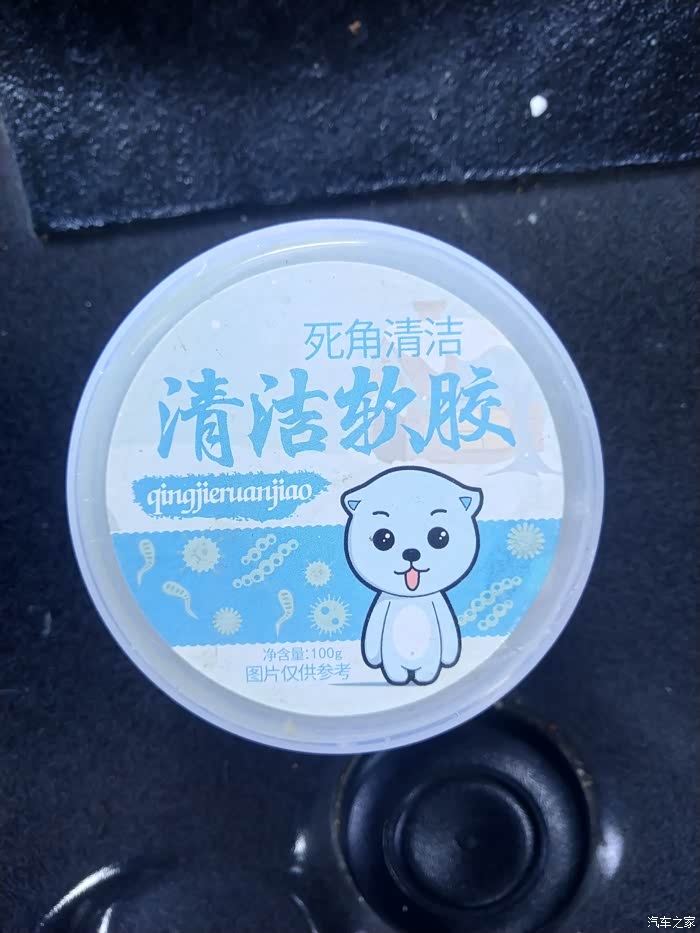 死角清洁
清洁软胶
qingjieruanjiao
净含量:100g
图片仅供参考
汽车之家